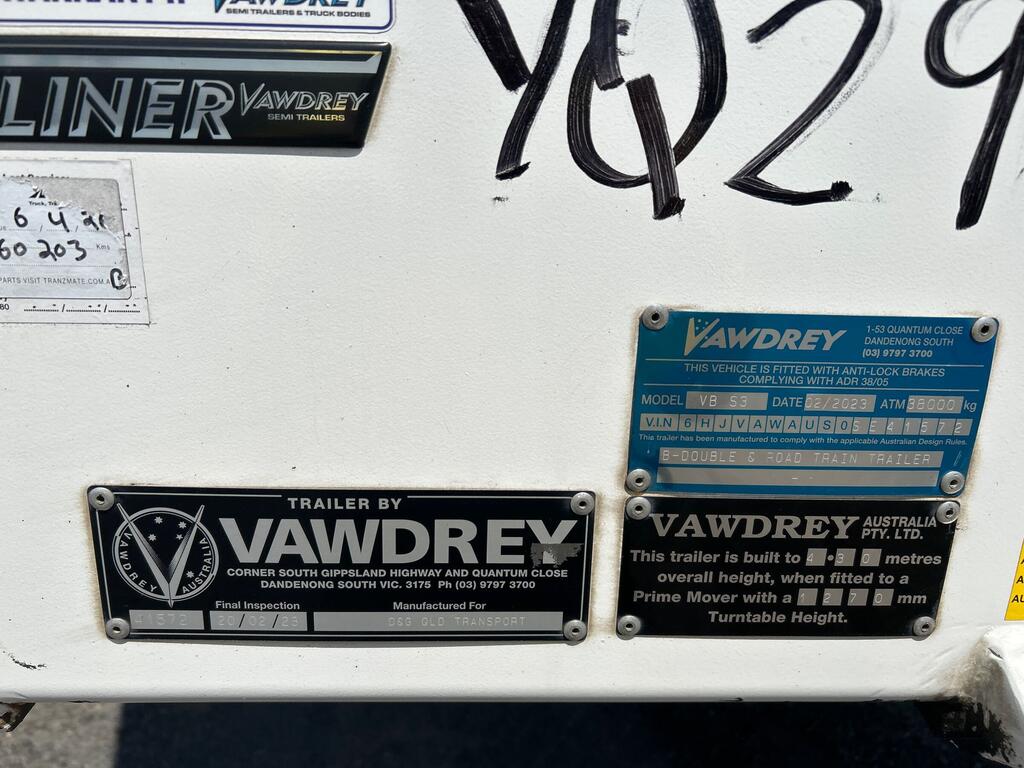 VAWDREY
SEMI TRAILERS & TRUCK BODIES
LINER VAWDREY
SEMI TRAILERS
YQ29
Truck, Tra
6 / 4 /
60203 Kms
PARTS VISIT TRANZMATE.COM.A
VAWDREY
1-53 QUANTUM CLOSE
DANDENONG SOUTH
(03) 9797 3700
THIS VEHICLE IS FITTED WITH ANTI-LOCK BRAKES
COMPLYING WITH ADR 38/05
MODEL VB S3 DATE 02/2023 ATM 38000 kg
V.I.N 6HJVAWAUS0SE41572
This trailer has been manufactured to comply with the applicable Australian Design Rules.
B-DOUBLE & ROAD TRAIN TRAILER
TRAILER BY
VAWDREY
CORNER SOUTH GIPPSLAND HIGHWAY AND QUANTUM CLOSE
DANDENONG SOUTH VIC. 3175 Ph (03) 9797 3700
VAWDREY AUSTRALIA
Final Inspection Manufactured For
41572 20/02/23 D&G QLD TRANSPORT
VAWDREY AUSTRALIA PTY. LTD.
This trailer is built to 4•30 metres
overall height, when fitted to a
Prime Mover with a 1270 mm
Turntable Height.